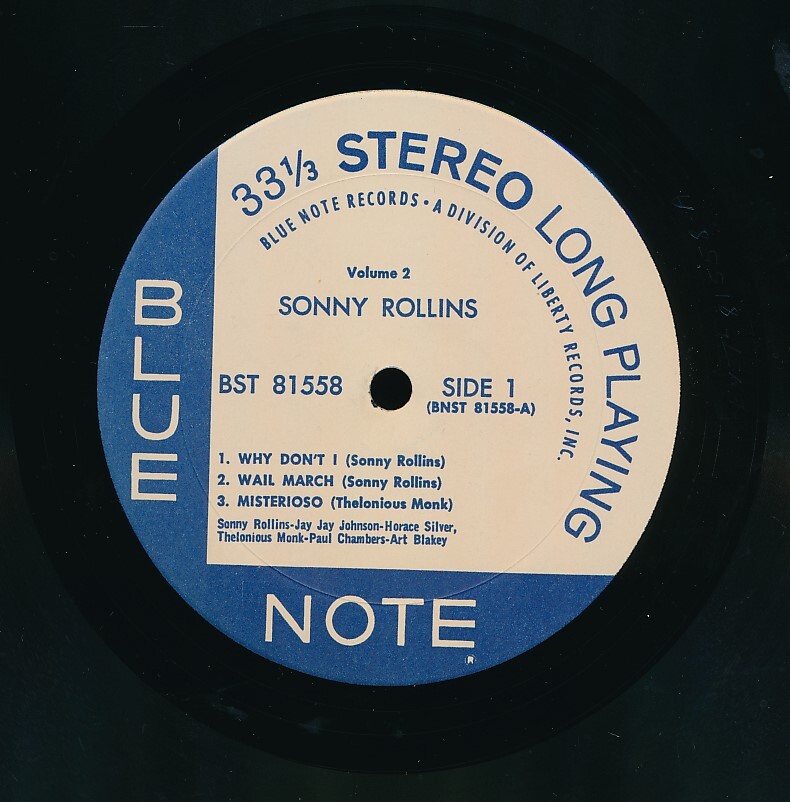 33⅓ STEREO LONG PLAYING
BLUE NOTE RECORDS • A DIVISION OF LIBERTY RECORDS, INC.
Volume 2
SONNY ROLLINS
BST 81558
SIDE 1
(BNST 81558-A)
1. WHY DON'T I (Sonny Rollins)
2. WAIL MARCH (Sonny Rollins)
3. MISTERIOSO (Thelonious Monk)
Sonny Rollins-Jay Jay Johnson-Horace Silver,
Thelonious Monk-Paul Chambers-Art Blakey
BLUE
NOTE
®